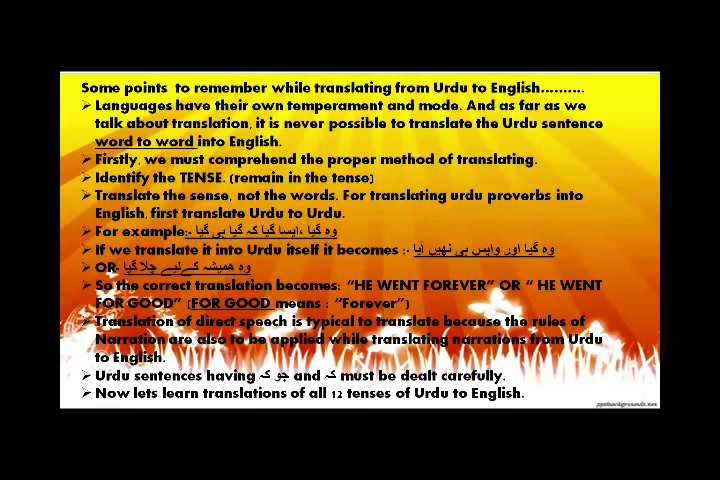 Some points to remember while translating from Urdu to English……….
➢ Languages have their own temperament and mode. And as far as we
talk about translation, it is never possible to translate the Urdu sentence
word to word into English.
➢ Firstly, we must comprehend the proper method of translating.
➢ Identify the TENSE. (remain in the tense)
➢ Translate the sense, not the words. For translating urdu proverbs into
English, first translate Urdu to Urdu.
➢ For example:- وہ گیا ،ایسا گیا کہ گیا ہی گیا
➢ If we translate it into Urdu itself it becomes :- وہ گیا اور واپس ہی نھیں آیا
➢ OR- وہ ھمیشہ کےلیے چلا گیا
➢ So the correct translation becomes: “HE WENT FOREVER” OR “ HE WENT
FOR GOOD” (FOR GOOD means : “Forever”)
➢ Translation of direct speech is typical to translate because the rules of
Narration are also to be applied while translating narrations from Urdu
to English.
➢ Urdu sentences having جو کہ and کہ must be dealt carefully.
➢ Now lets learn translations of all 12 tenses of Urdu to English.
pptbackgrounds.net